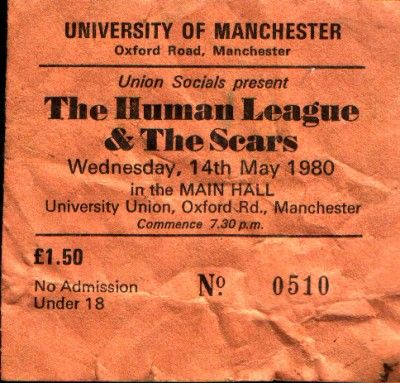 UNIVERSITY OF MANCHESTER
Oxford Road, Manchester
Union Socials present
The Human League
& The Scars
Wednesday, 14th May 1980
in the MAIN HALL
University Union, Oxford Rd., Manchester
Commence 7.30 p.m.
£1.50
No Admission
Under 18
Nº 0510